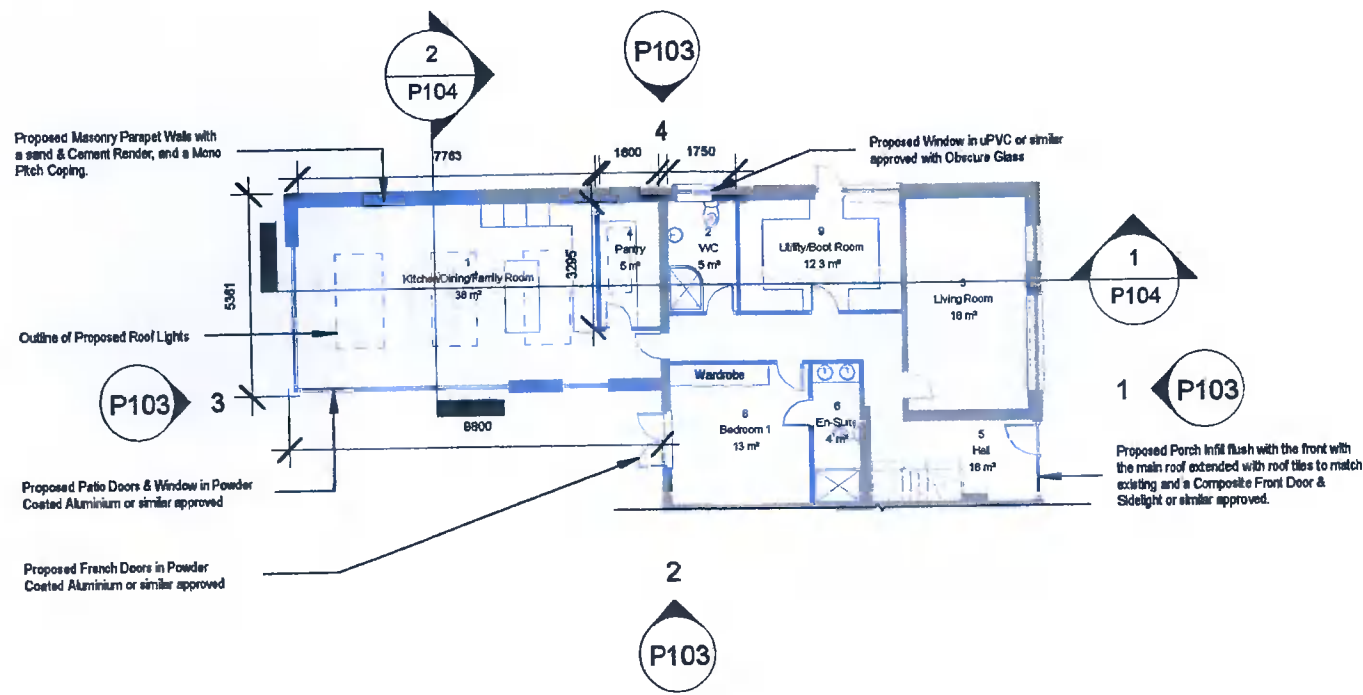 2
P104
P103
4
Proposed Masonry Parapet Walls with
a sand & Cement Render, and a Mono
Pitch Coping.
7763
1600
1750
Proposed Window in uPVC or similar
approved with Obscure Glass
5361
1
Kitchen/Dining/Family Room
38 m²
3295
4
Pantry
5 m²
2
WC
5 m²
9
Utility/Boot Room
12.3 m²
3
Living Room
18 m²
1
P104
Outline of Proposed Roof Lights
P103
3
8800
Wardrobe
8
Bedroom 1
13 m²
6
En-Suite
4 m²
5
Hall
16 m²
1
P103
Proposed Porch Infill flush with the front with
the main roof extended with roof tiles to match
existing and a Composite Front Door &
Sidelight or similar approved.
Proposed Patio Doors & Window in Powder
Coated Aluminium or similar approved
Proposed French Doors in Powder
Coated Aluminium or similar approved
2
P103